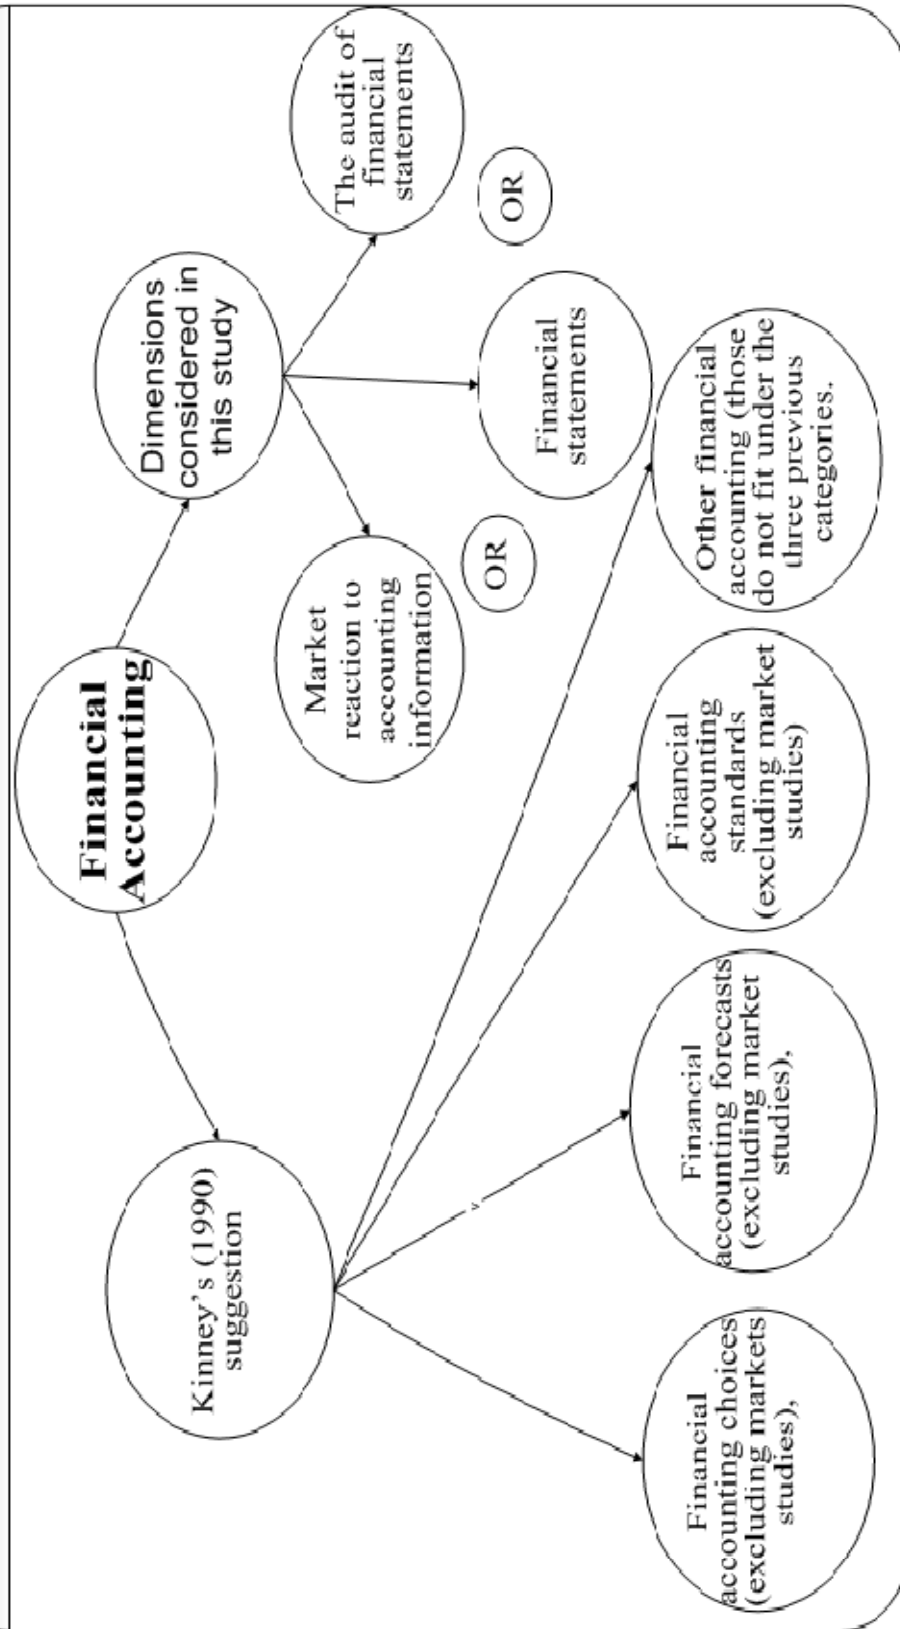 Financial
Accounting
Kinney's (1990)
suggestion
Dimensions
considered in
this study
Market
reaction to
accounting
information
OR
Financial
statements
OR
The audit of
financial
statements
Financial
accounting choices
(excluding markets
studies),
Financial
accounting forecasts
(excluding market
studies),
Financial
accounting
standards
(excluding market
studies)
Other financial
accounting (those
do not fit under the
three previous
categories.